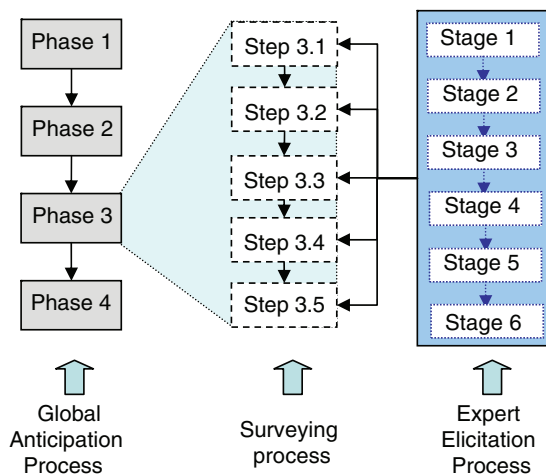 Phase 1
Phase 2
Phase 3
Phase 4
Step 3.1
Step 3.2
Step 3.3
Step 3.4
Step 3.5
Stage 1
Stage 2
Stage 3
Stage 4
Stage 5
Stage 6
Global
Anticipation
Process
Surveying
process
Expert
Elicitation
Process